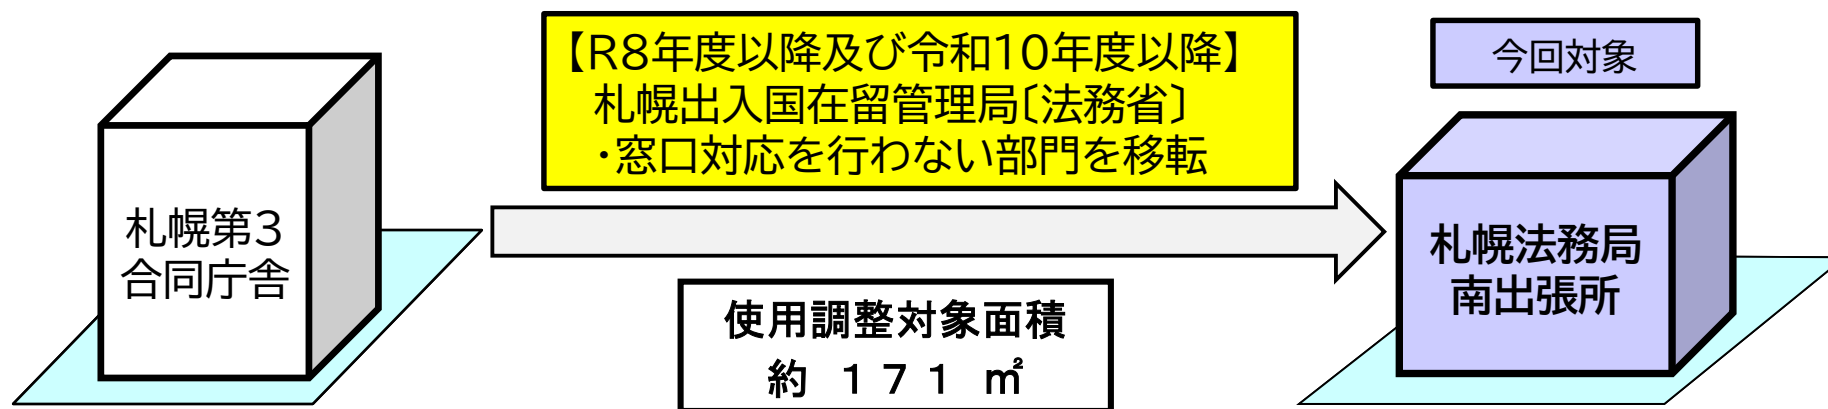 【R8年度以降及び令和10年度以降】
札幌出入国在留管理局〔法務省〕
・窓口対応を行わない部門を移転
今回対象
札幌第3
合同庁舎
札幌法務局
南出張所
使用調整対象面積
約 171 ㎡